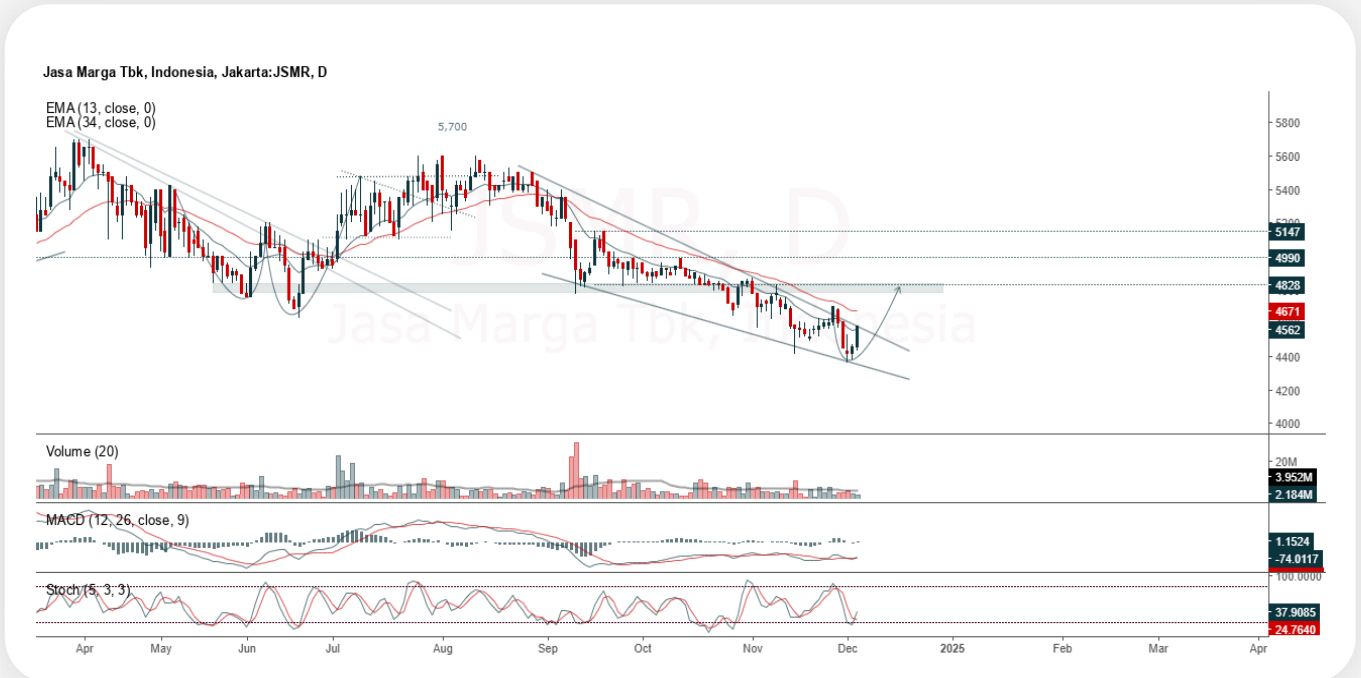 Jasa Marga Tbk, Indonesia, Jakarta:JSMR, D
EMA (13, close, 0)
EMA (34, close, 0)
5,700
JSMR, D
Jasa Marga Tbk, Indonesia
5800
5600
5400
5200
5147
4990
4828
4671
4562
4400
4200
4000
Volume (20)
20M
3.952M
2.184M
MACD (12, 26, close, 9)
1.1524
-74.0117
Stoch (5, 3, 3)
100.0000
37.9085
24.7640
Apr May Jun Jul Aug Sep Oct Nov Dec 2025 Feb Mar Apr